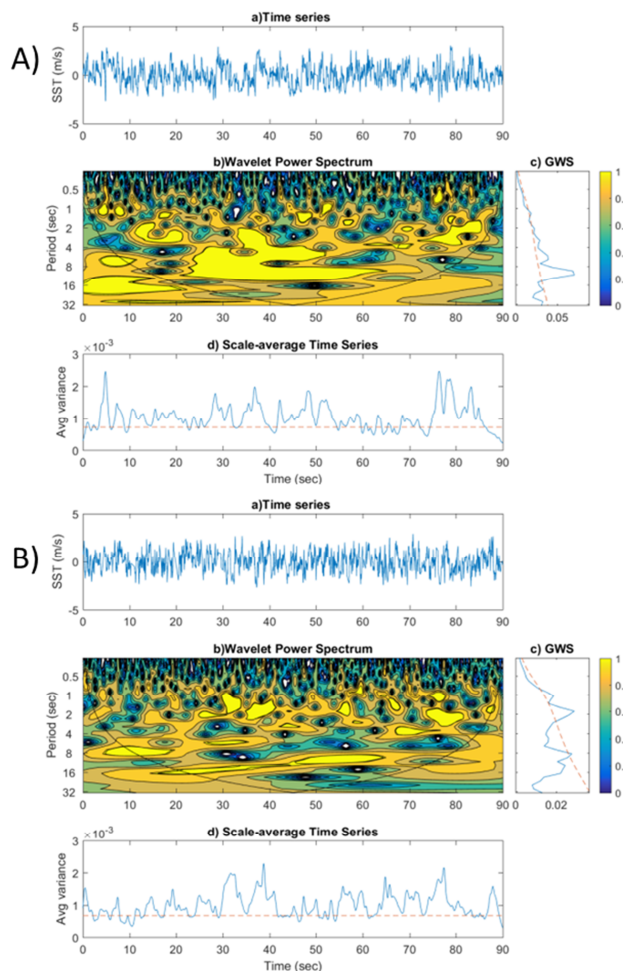 A)
a)Time series
SST (m/s)
5
0
-5
0 10 20 30 40 50 60 70 80 90
b)Wavelet Power Spectrum
c) GWS
Period (sec)
0.5
1
2
4
8
16
32
0 10 20 30 40 50 60 70 80 90
0 0.05
1
0
0
0
0
0
d) Scale-average Time Series
×10⁻³
Avg variance
3
2
1
0
0 10 20 30 40 50 60 70 80 90
Time (sec)
B)
a)Time series
SST (m/s)
5
0
-5
0 10 20 30 40 50 60 70 80 90
b)Wavelet Power Spectrum
c) GWS
Period (sec)
0.5
1
2
4
8
16
32
0 10 20 30 40 50 60 70 80 90
0 0.02
1
0
0
0
0
0
d) Scale-average Time Series
×10⁻³
Avg variance
3
2
1
0
0 10 20 30 40 50 60 70 80 90
Time (sec)